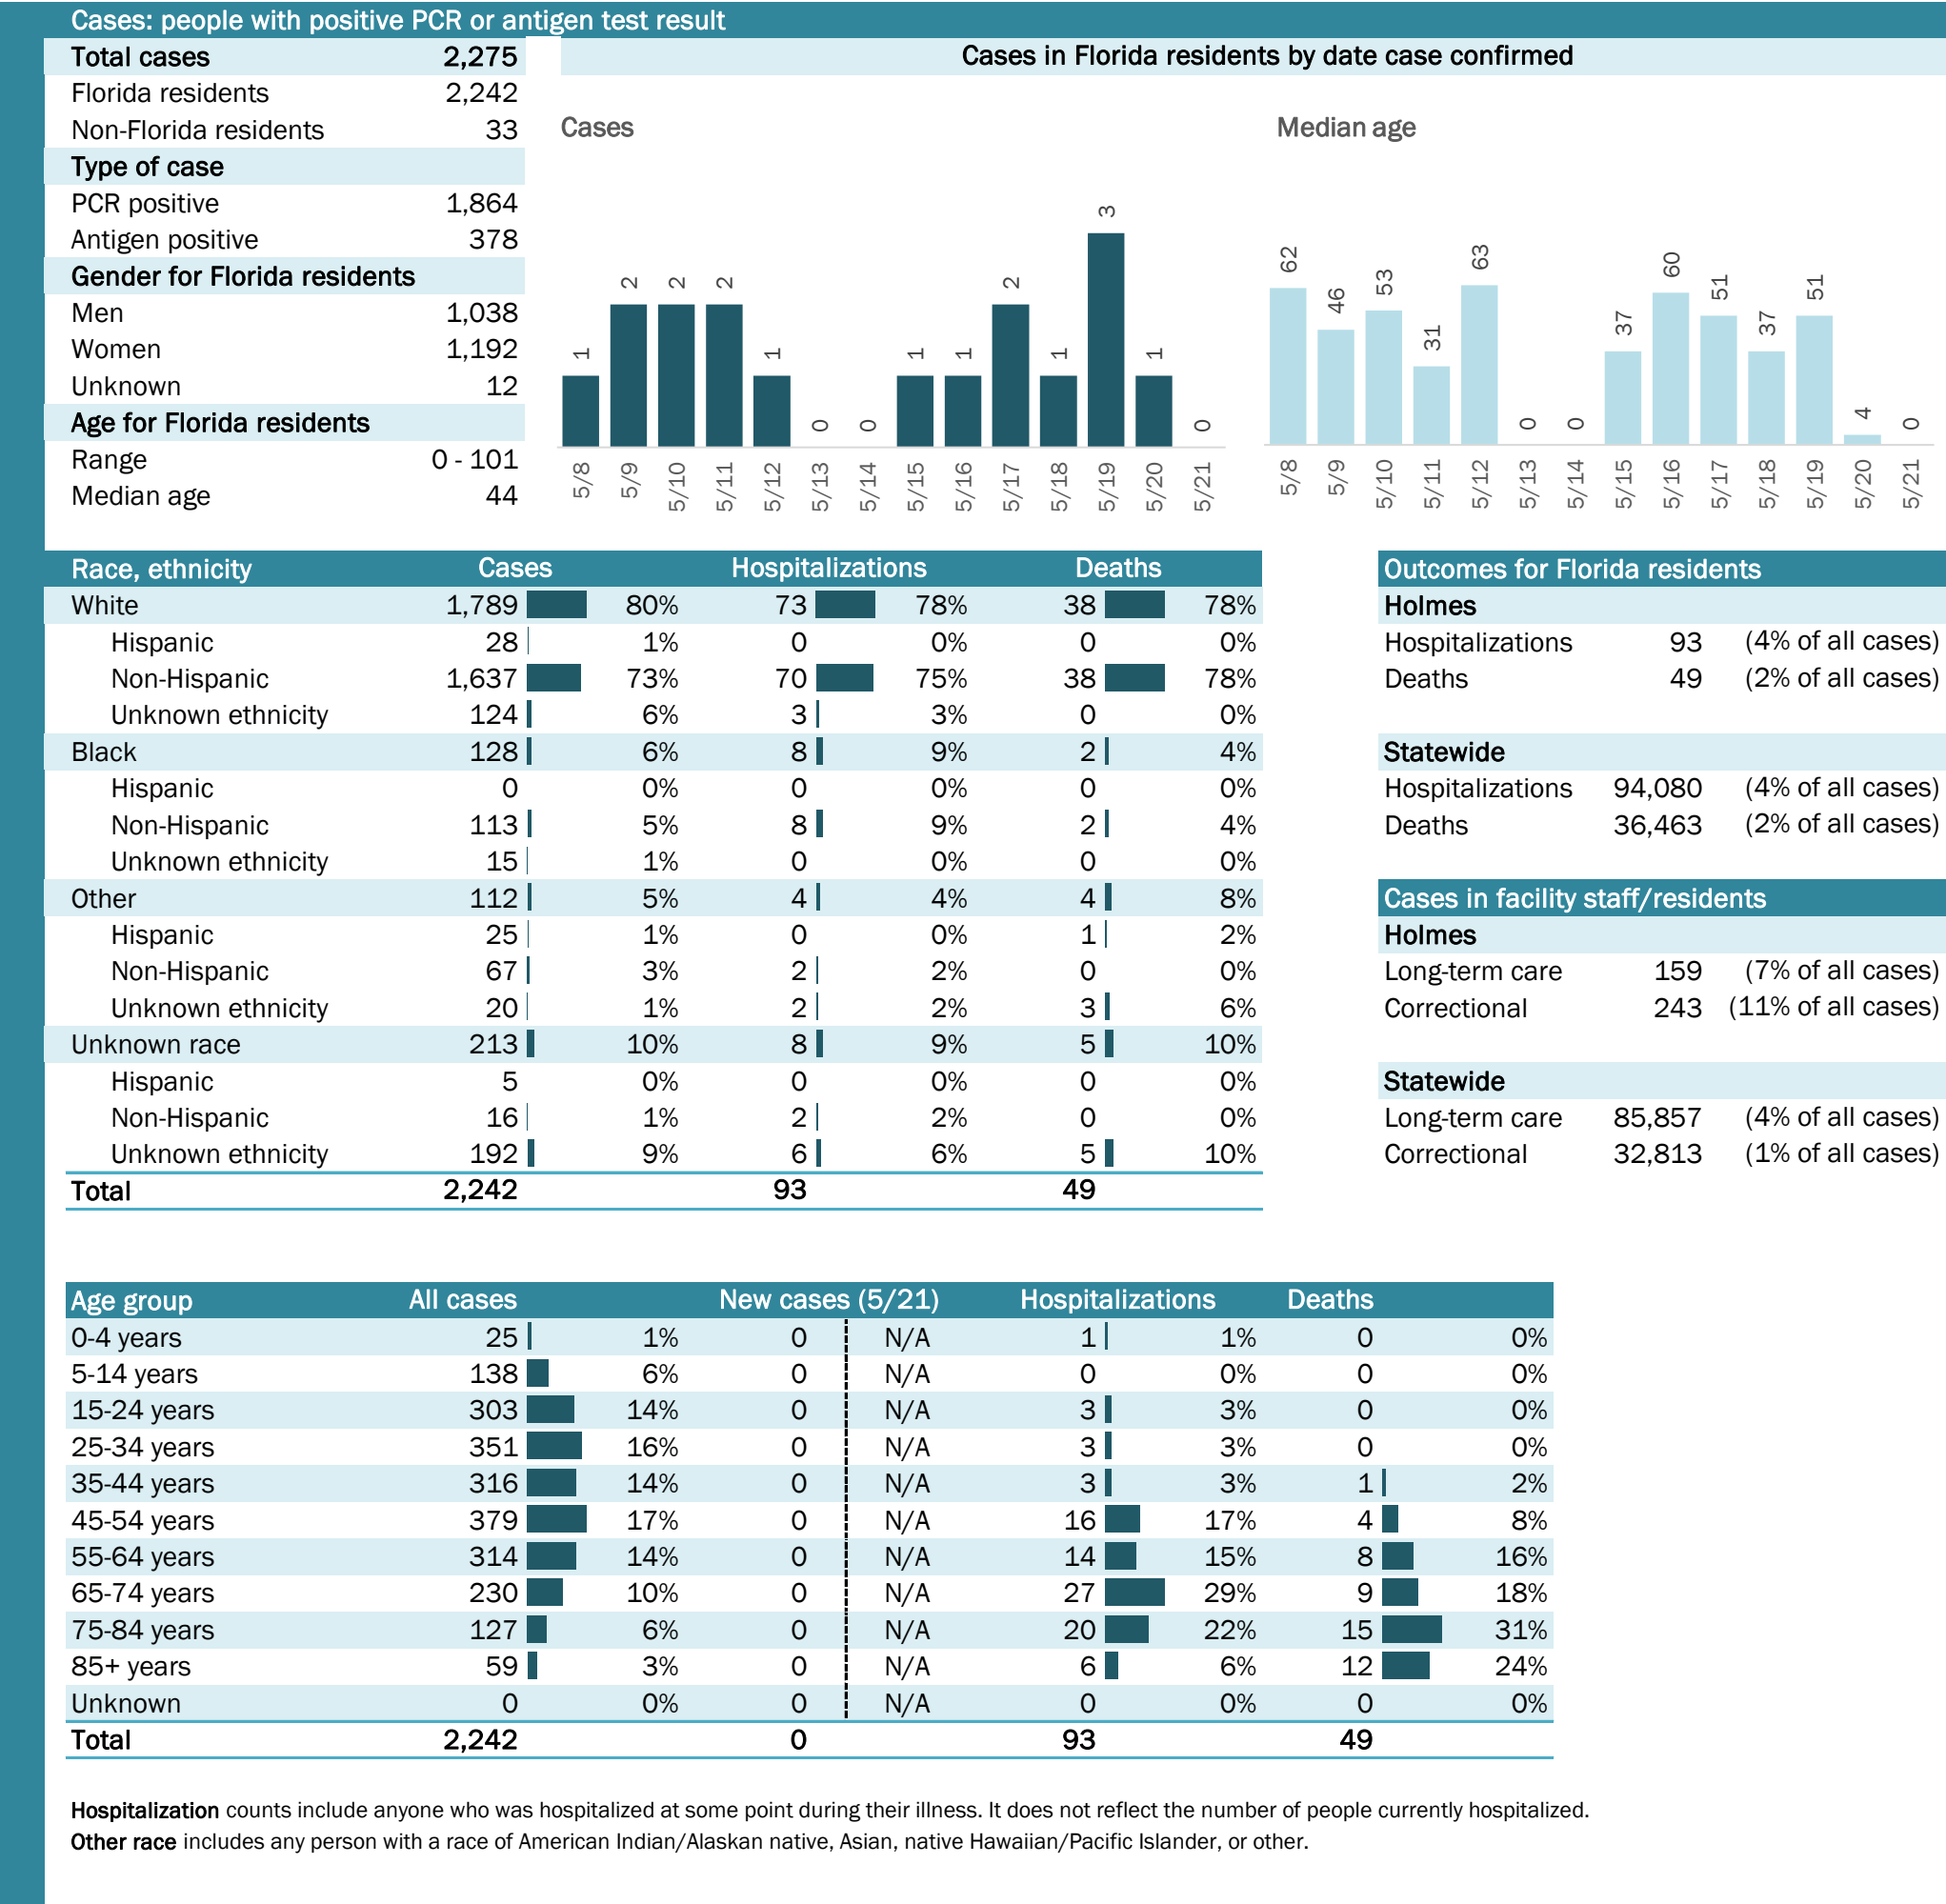 Cases: people with positive PCR or antigen test result
Total cases 2,275
Florida residents 2,242
Non-Florida residents 33
Type of case
PCR positive 1,864
Antigen positive 378
Gender for Florida residents
Men 1,038
Women 1,192
Unknown 12
Age for Florida residents
Range 0 - 101
Median age 44
Cases in Florida residents by date case confirmed
Cases
1 2 2 2 1 0 0 1 1 2 1 3 1 0
5/8 5/9 5/10 5/11 5/12 5/13 5/14 5/15 5/16 5/17 5/18 5/19 5/20 5/21
Median age
62 46 53 31 63 0 0 37 60 51 37 51 4 0
5/8 5/9 5/10 5/11 5/12 5/13 5/14 5/15 5/16 5/17 5/18 5/19 5/20 5/21
Race, ethnicity Cases Hospitalizations Deaths
White 1,789 80% 73 78% 38 78%
Hispanic 28 1% 0 0% 0 0%
Non-Hispanic 1,637 73% 70 75% 38 78%
Unknown ethnicity 124 6% 3 3% 0 0%
Black 128 6% 8 9% 2 4%
Hispanic 0 0% 0 0% 0 0%
Non-Hispanic 113 5% 8 9% 2 4%
Unknown ethnicity 15 1% 0 0% 0 0%
Other 112 5% 4 4% 4 8%
Hispanic 25 1% 0 0% 1 2%
Non-Hispanic 67 3% 2 2% 0 0%
Unknown ethnicity 20 1% 2 2% 3 6%
Unknown race 213 10% 8 9% 5 10%
Hispanic 5 0% 0 0% 0 0%
Non-Hispanic 16 1% 2 2% 0 0%
Unknown ethnicity 192 9% 6 6% 5 10%
Total 2,242 93 49
Outcomes for Florida residents
Holmes
Hospitalizations 93 (4% of all cases)
Deaths 49 (2% of all cases)
Statewide
Hospitalizations 94,080 (4% of all cases)
Deaths 36,463 (2% of all cases)
Cases in facility staff/residents
Holmes
Long-term care 159 (7% of all cases)
Correctional 243 (11% of all cases)
Statewide
Long-term care 85,857 (4% of all cases)
Correctional 32,813 (1% of all cases)
Age group All cases New cases (5/21) Hospitalizations Deaths
0-4 years 25 1% 0 N/A 1 1% 0 0%
5-14 years 138 6% 0 N/A 0 0% 0 0%
15-24 years 303 14% 0 N/A 3 3% 0 0%
25-34 years 351 16% 0 N/A 3 3% 0 0%
35-44 years 316 14% 0 N/A 3 3% 1 2%
45-54 years 379 17% 0 N/A 16 17% 4 8%
55-64 years 314 14% 0 N/A 14 15% 8 16%
65-74 years 230 10% 0 N/A 27 29% 9 18%
75-84 years 127 6% 0 N/A 20 22% 15 31%
85+ years 59 3% 0 N/A 6 6% 12 24%
Unknown 0 0% 0 N/A 0 0% 0 0%
Total 2,242 0 93 49
Hospitalization counts include anyone who was hospitalized at some point during their illness. It does not reflect the number of people currently hospitalized.
Other race includes any person with a race of American Indian/Alaskan native, Asian, native Hawaiian/Pacific Islander, or other.